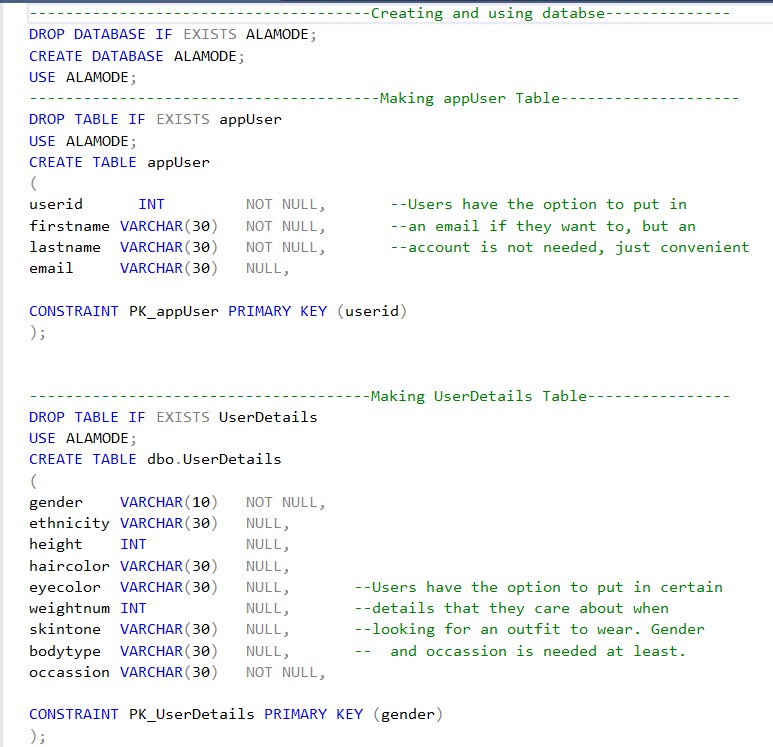 --------------------------------------Creating and using databse--------------
DROP DATABASE IF EXISTS ALAMODE;
CREATE DATABASE ALAMODE;
USE ALAMODE;
---------------------------------------Making appUser Table--------------------
DROP TABLE IF EXISTS appUser
USE ALAMODE;
CREATE TABLE appUser
(
userid      INT         NOT NULL,       --Users have the option to put in
firstname VARCHAR(30)   NOT NULL,       --an email if they want to, but an
lastname  VARCHAR(30)   NOT NULL,       --account is not needed, just convenient
email     VARCHAR(30)   NULL,
CONSTRAINT PK_appUser PRIMARY KEY (userid)
);
--------------------------------------Making UserDetails Table----------------
DROP TABLE IF EXISTS UserDetails
USE ALAMODE;
CREATE TABLE dbo.UserDetails
(
gender    VARCHAR(10)   NOT NULL,
ethnicity VARCHAR(30)   NULL,
height    INT           NULL,
haircolor VARCHAR(30)   NULL,
eyecolor  VARCHAR(30)   NULL,       --Users have the option to put in certain
weightnum INT           NULL,       --details that they care about when
skintone  VARCHAR(30)   NULL,       --looking for an outfit to wear. Gender
bodytype  VARCHAR(30)   NULL,       --  and occassion is needed at least.
occassion VARCHAR(30)   NOT NULL,
CONSTRAINT PK_UserDetails PRIMARY KEY (gender)
);